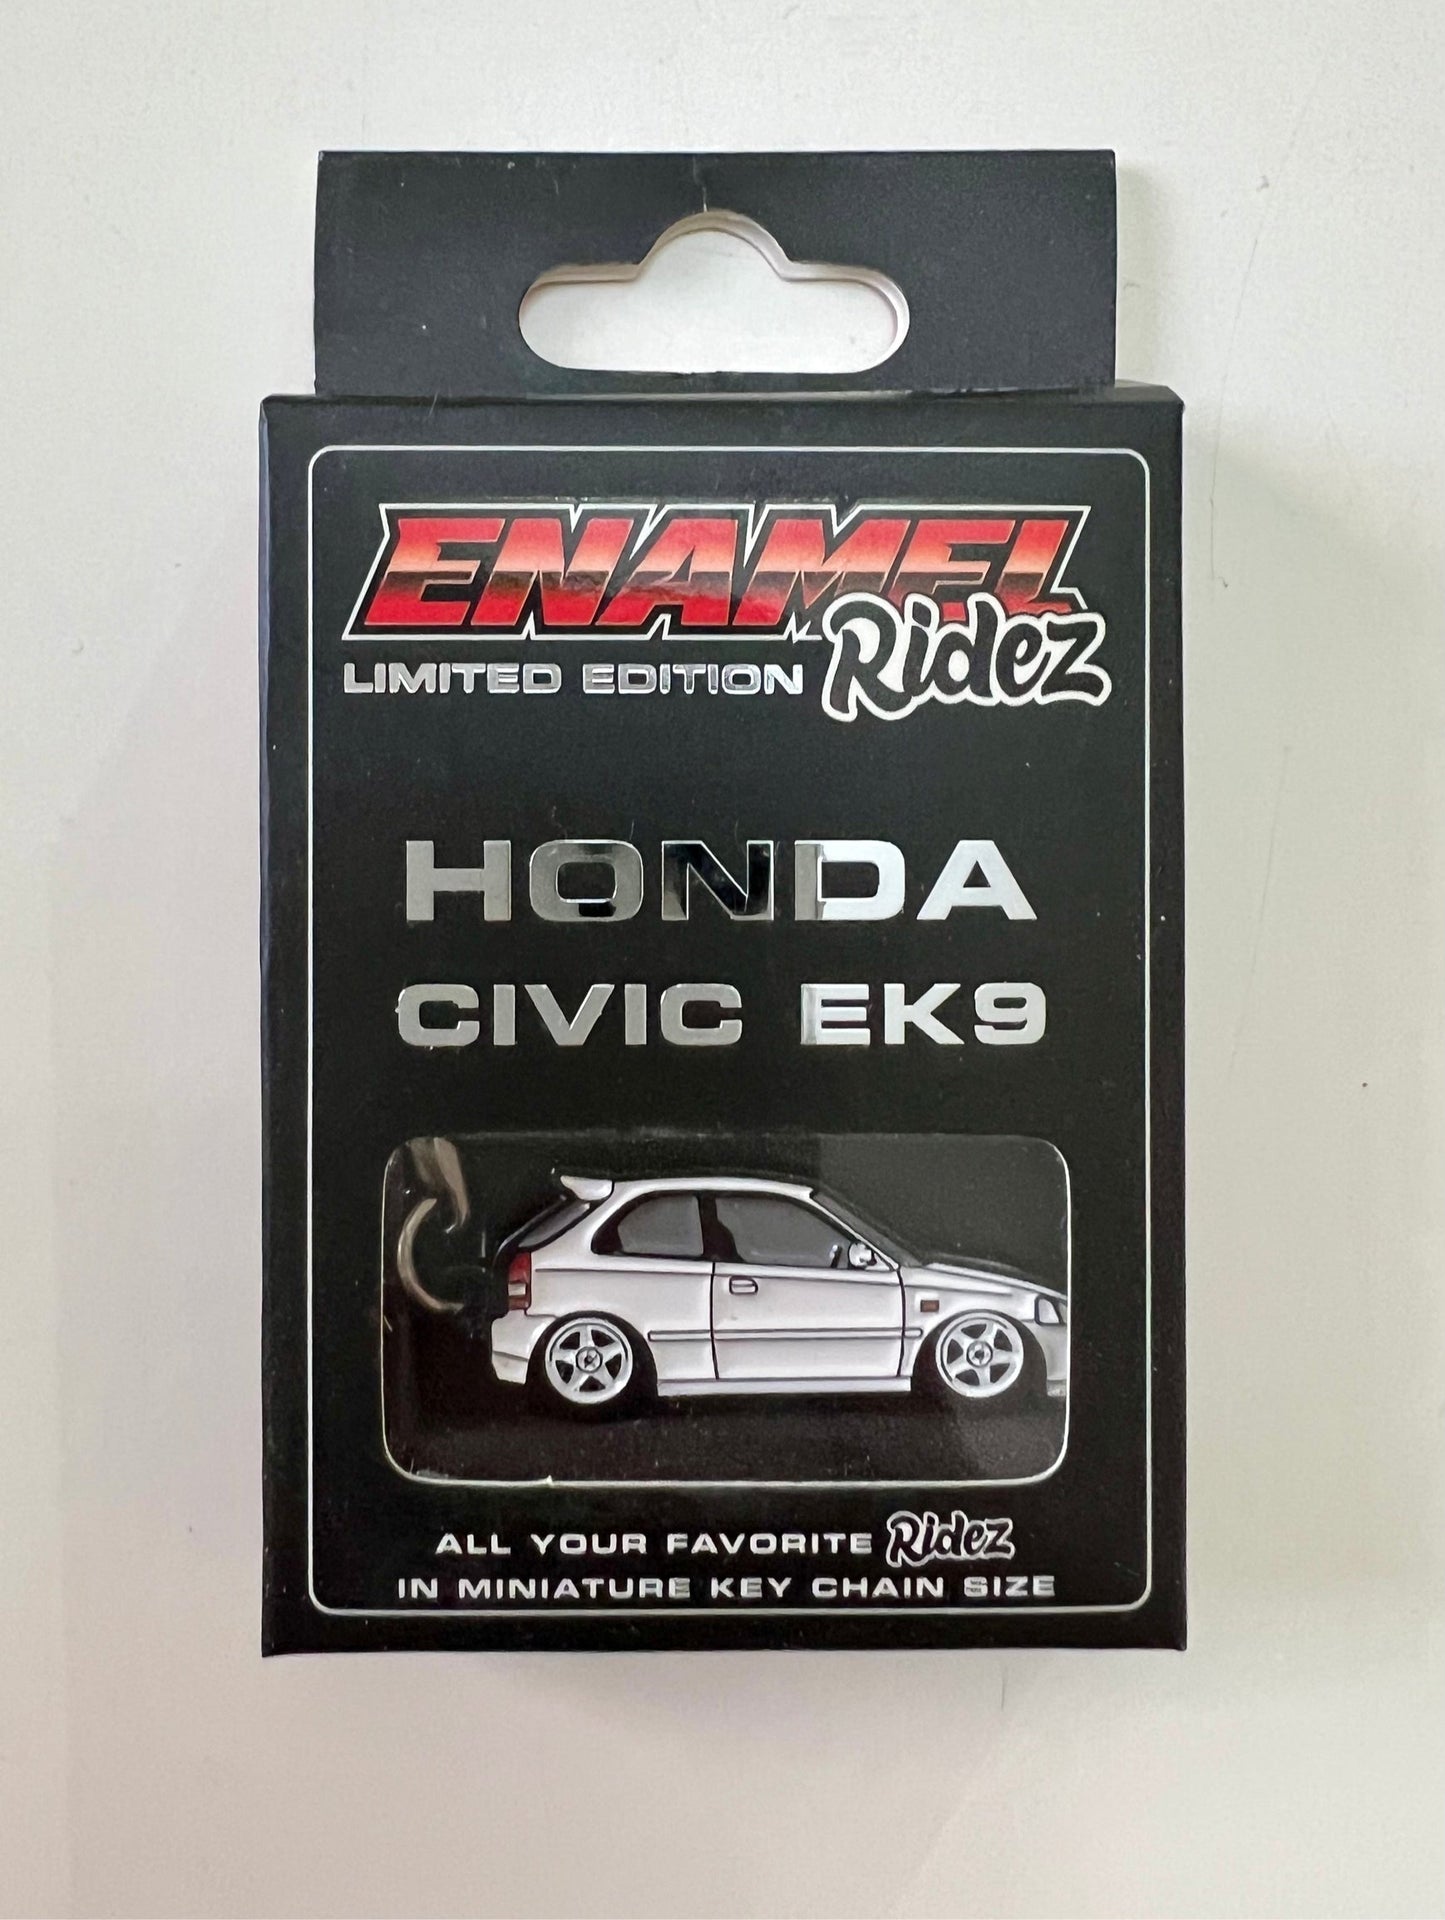 ENAMEL
Ridez
LIMITED EDITION
HONDA
CIVIC EK9
ALL YOUR FAVORITE Ridez
IN MINIATURE KEY CHAIN SIZE